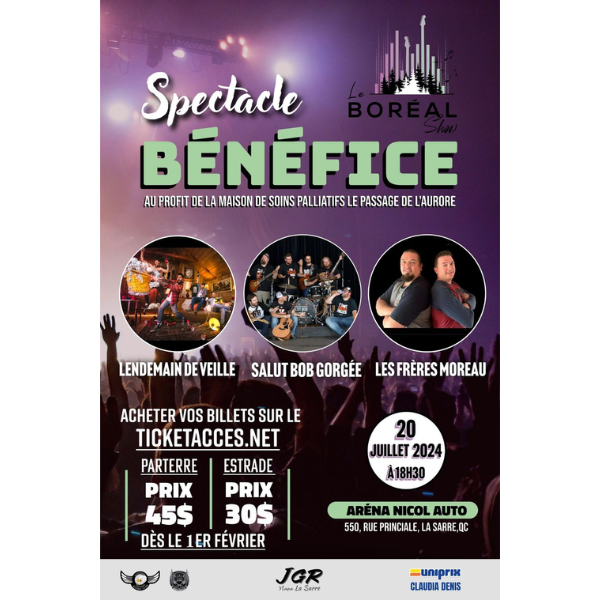 Spectacle
Le
BORÉAL
Show
BÉNÉFICE
AU PROFIT DE LA MAISON DE SOINS PALLIATIFS LE PASSAGE DE L'AURORE
LENDEMAIN DE VEILLE
SALUT BOB GORGÉE
LES FRÈRES MOREAU
ACHETER VOS BILLETS SUR LE
TICKETACCES.NET
PARTERRE
PRIX
45$
ESTRADE
PRIX
30$
DÈS LE 1ER FÉVRIER
20
JUILLET 2024
À18H30
ARÉNA NICOL AUTO
550, RUE PRINCIALE, LA SARRE,QC
JGR
La Sarre
UNIPRIX
CLAUDIA DENIS